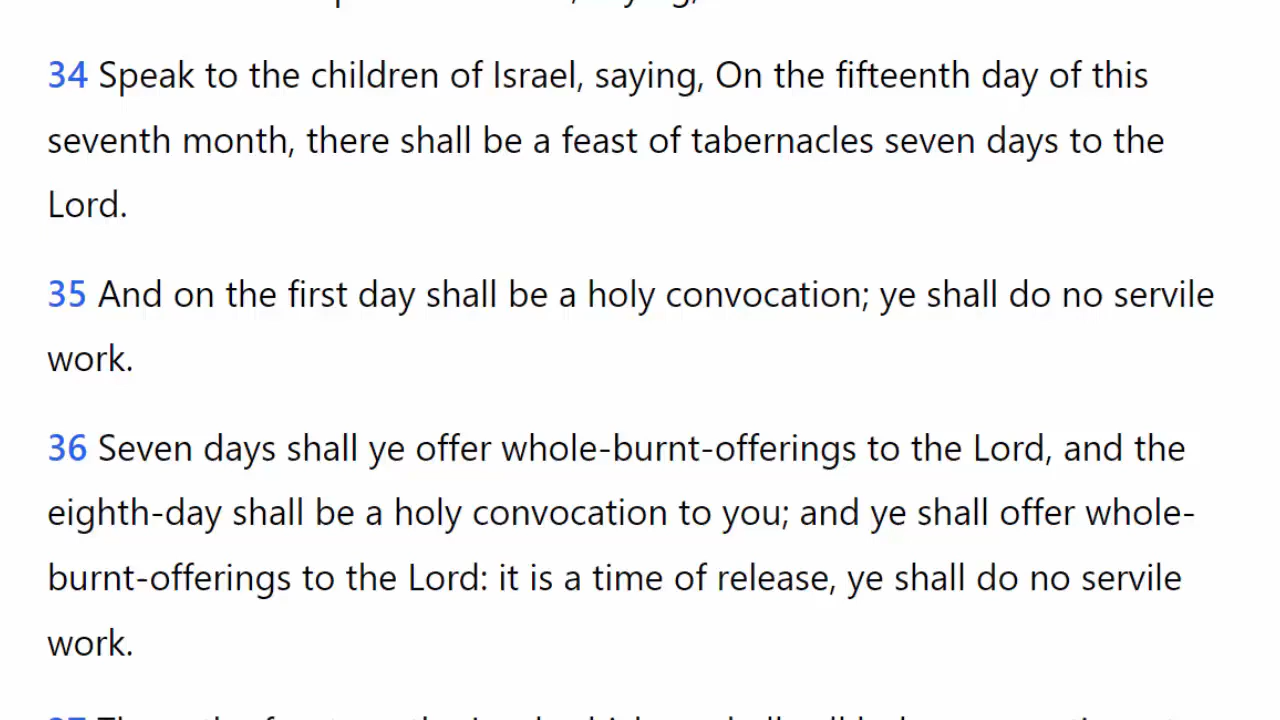 34 Speak to the children of Israel, saying, On the fifteenth day of this
seventh month, there shall be a feast of tabernacles seven days to the
Lord.
35 And on the first day shall be a holy convocation; ye shall do no servile
work.
36 Seven days shall ye offer whole-burnt-offerings to the Lord, and the
eighth-day shall be a holy convocation to you; and ye shall offer whole-
burnt-offerings to the Lord: it is a time of release, ye shall do no servile
work.